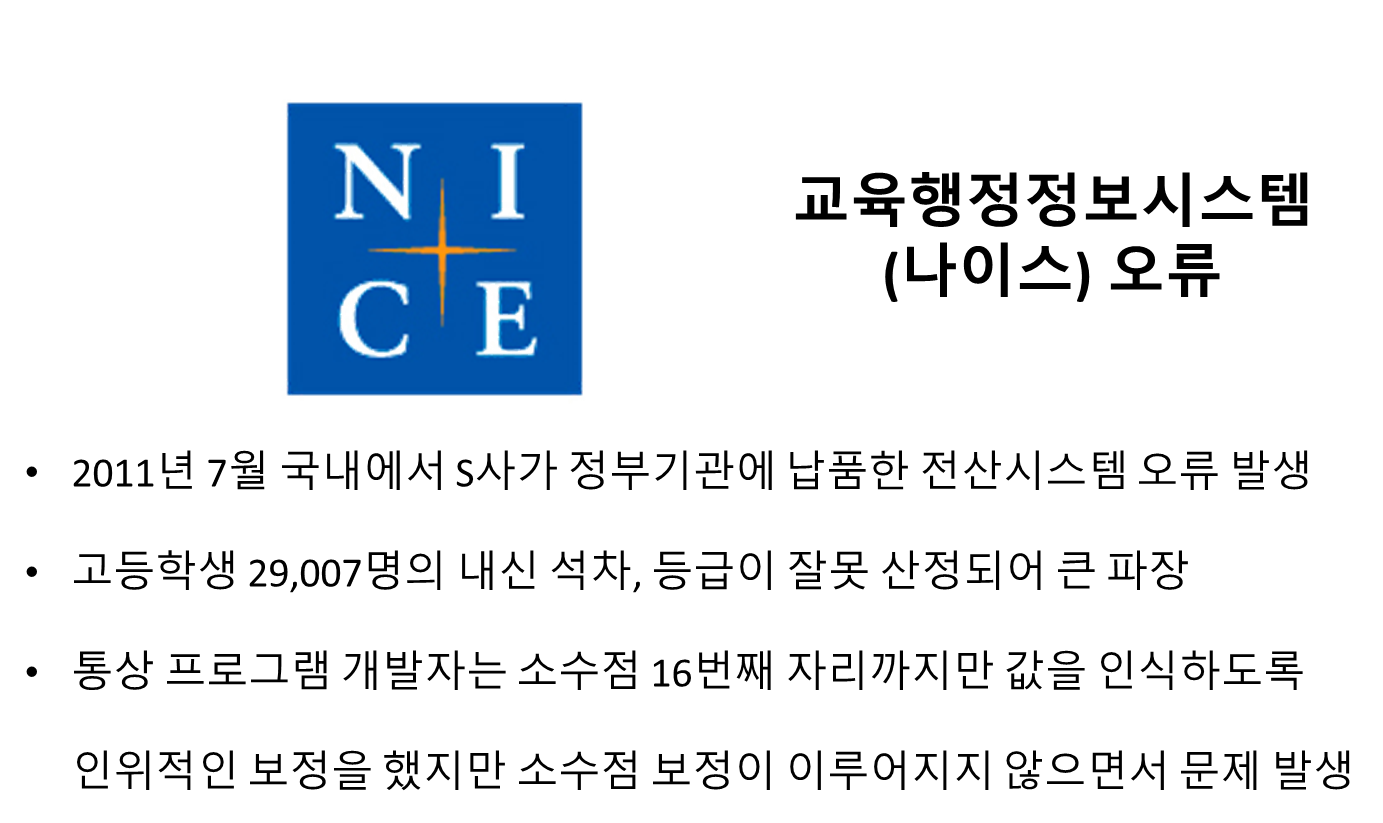 N I
C E
교육행정정보시스템
(나이스) 오류
• 2011년 7월 국내에서 S사가 정부기관에 납품한 전산시스템 오류 발생
• 고등학생 29,007명의 내신 석차, 등급이 잘못 산정되어 큰 파장
• 통상 프로그램 개발자는 소수점 16번째 자리까지만 값을 인식하도록
인위적인 보정을 했지만 소수점 보정이 이루어지지 않으면서 문제 발생